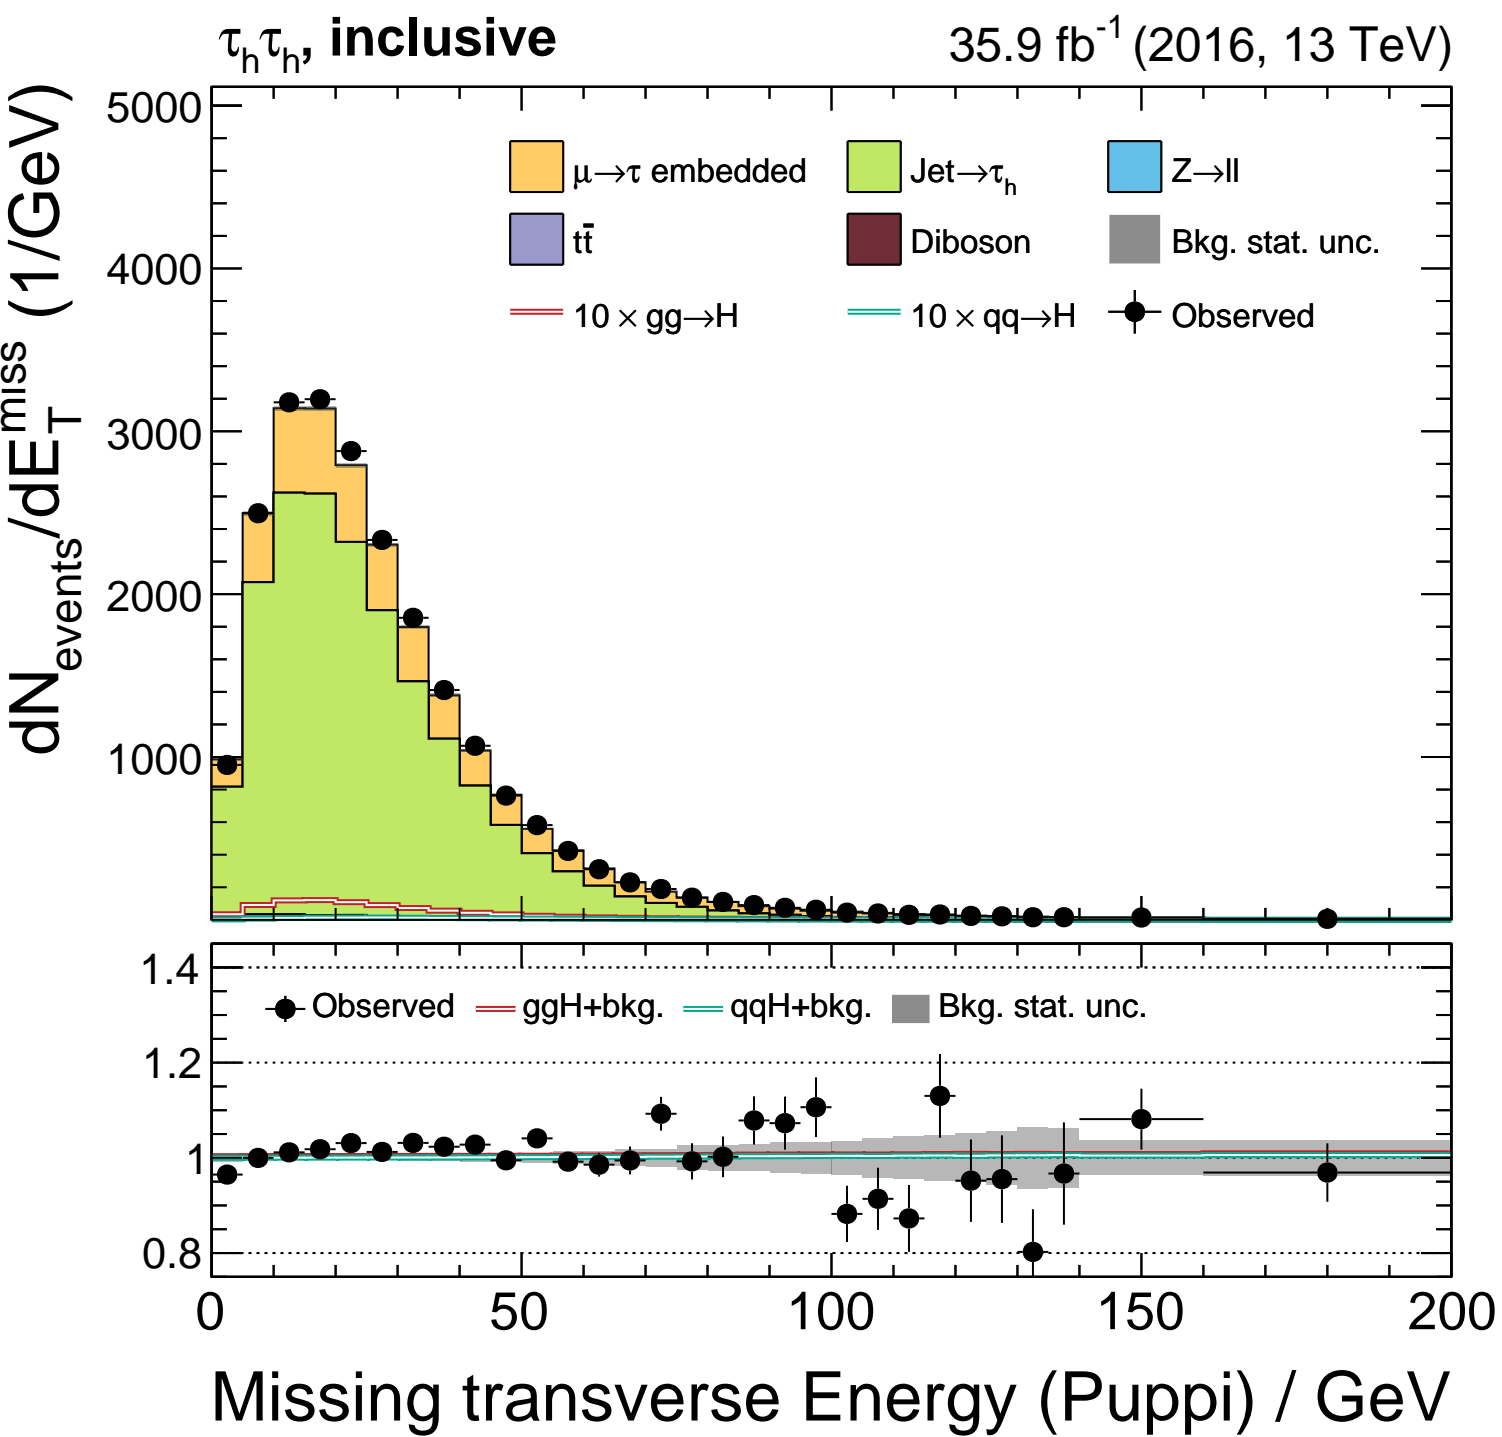 τhτh, inclusive
35.9 fb-1 (2016, 13 TeV)
dNevents/dETmiss (1/GeV)
5000
4000
3000
2000
1000
μ→τ embedded
Jet→τh
Z→ll
tt̄
Diboson
Bkg. stat. unc.
10 × gg→H
10 × qq→H
Observed
1.4
1.2
1
0.8
Observed
ggH+bkg.
qqH+bkg.
Bkg. stat. unc.
0
50
100
150
200
Missing transverse Energy (Puppi) / GeV